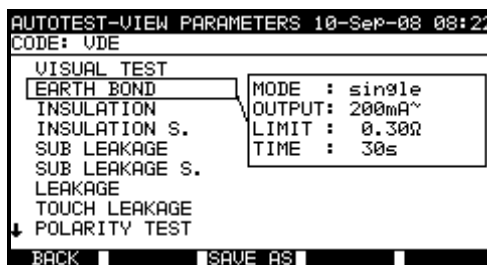 AUTOTEST-VIEW PARAMETERS 10-Sep-08 08:22
CODE: VDE
VISUAL TEST
EARTH BOND
INSULATION
INSULATION S.
SUB LEAKAGE
SUB LEAKAGE S.
LEAKAGE
TOUCH LEAKAGE
↓ POLARITY TEST
MODE : single
OUTPUT: 200mA~
LIMIT : 0.30Ω
TIME : 30s
BACK SAVE AS